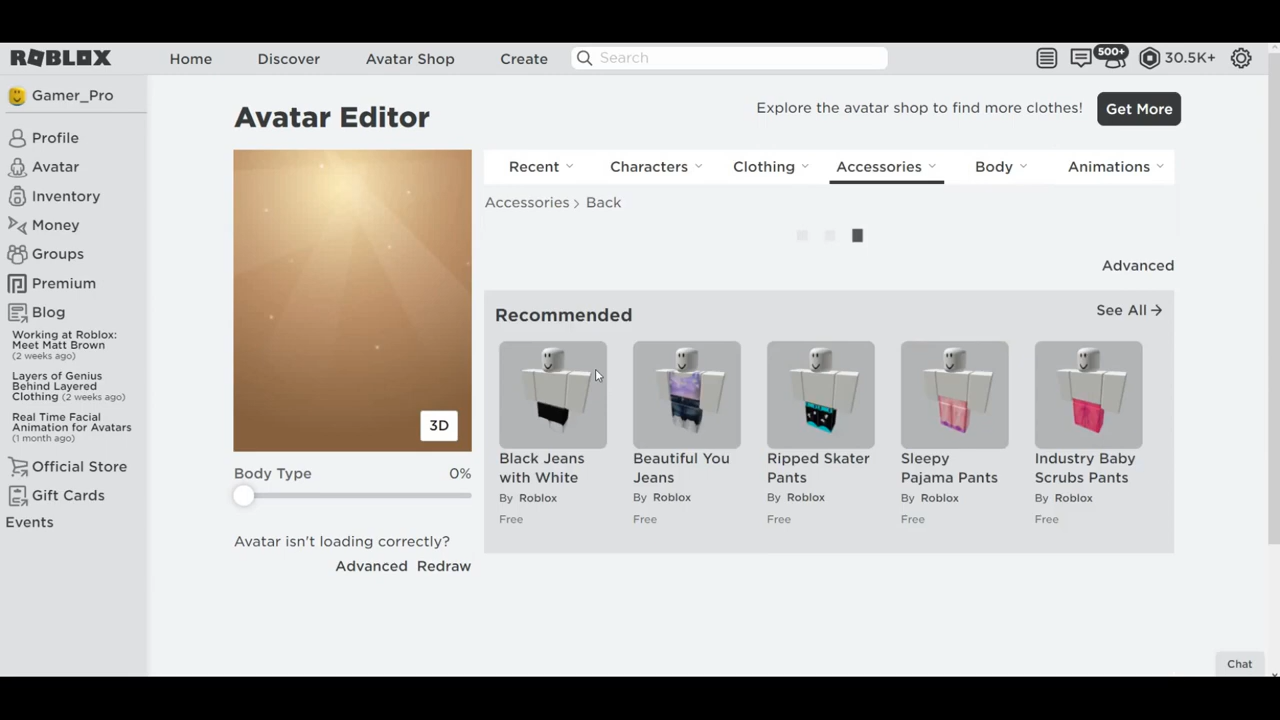 ROBLOX
Home
Discover
Avatar Shop
Create
Search
500+
30.5K+
Gamer_Pro
Profile
Avatar
Inventory
Money
Groups
Premium
Blog
Working at Roblox:
Meet Matt Brown
(2 weeks ago)
Layers of Genius
Behind Layered
Clothing (2 weeks ago)
Real Time Facial
Animation for Avatars
(1 month ago)
Official Store
Gift Cards
Events
Avatar Editor
Explore the avatar shop to find more clothes!
Get More
3D
Body Type 0%
Avatar isn't loading correctly?
Advanced Redraw
Recent
Characters
Clothing
Accessories
Body
Animations
Accessories > Back
Advanced
Recommended
See All
Black Jeans
with White
By Roblox
Free
Beautiful You
Jeans
By Roblox
Free
Ripped Skater
Pants
By Roblox
Free
Sleepy
Pajama Pants
By Roblox
Free
Industry Baby
Scrubs Pants
By Roblox
Free
Chat